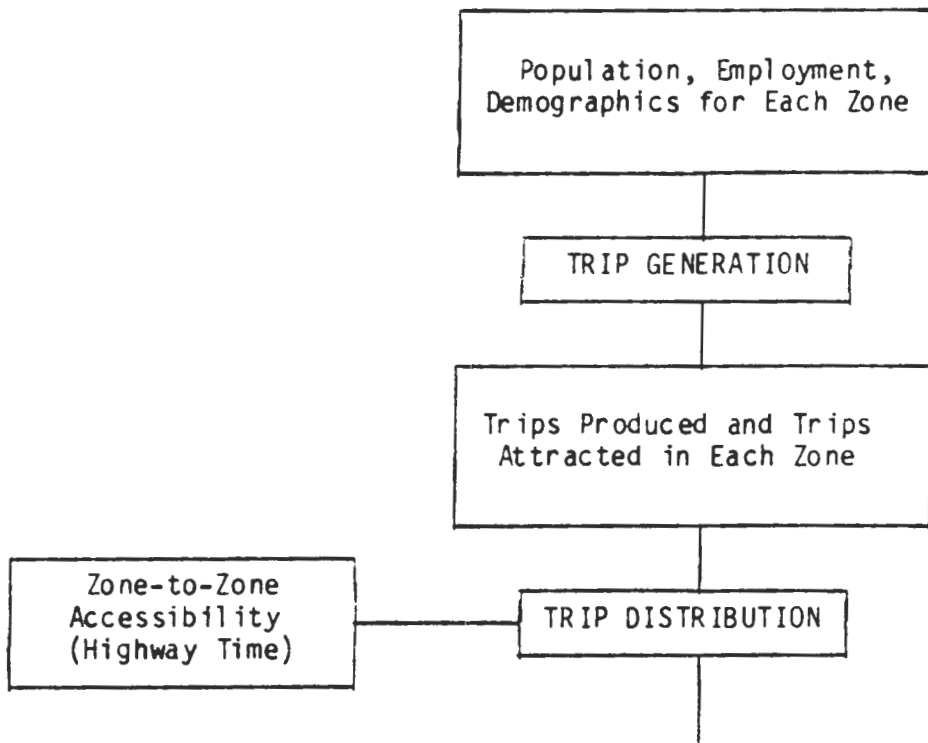 Population, Employment,
Demographics for Each Zone
TRIP GENERATION
Trips Produced and Trips
Attracted in Each Zone
Zone-to-Zone
Accessibility
(Highway Time)
TRIP DISTRIBUTION